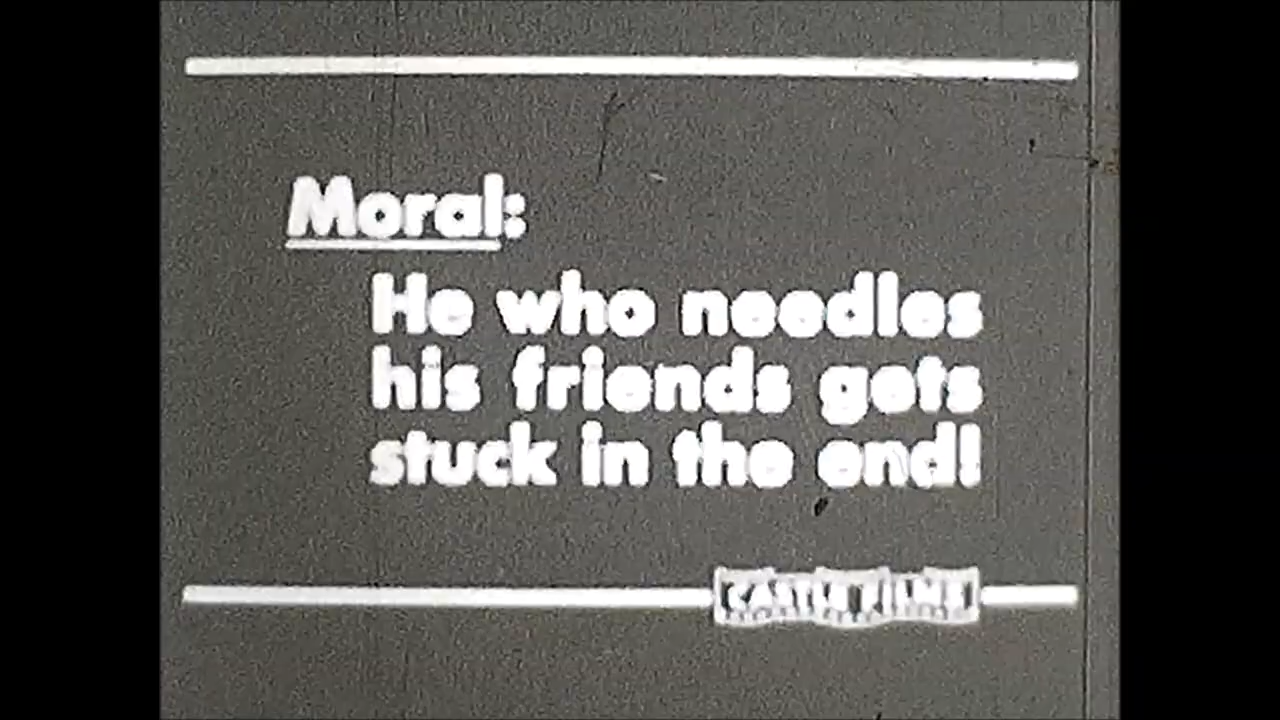 Moral:
He who needles
his friends gets
stuck in the end!
CASTLE FILMS